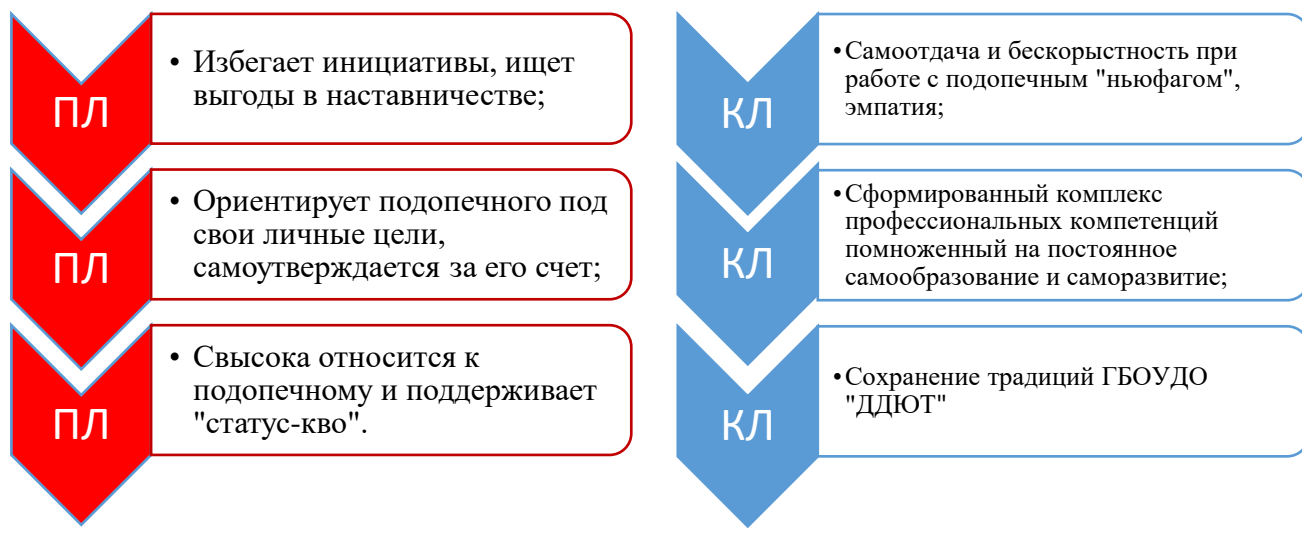 ПЛ
• Избегает инициативы, ищет
выгоды в наставничестве;
ПЛ
• Ориентирует подопечного под
свои личные цели,
самоутверждается за его счет;
ПЛ
• Свысока относится к
подопечному и поддерживает
"статус-кво".
КЛ
•Самоотдача и бескорыстность при
работе с подопечным "ньюфагом",
эмпатия;
КЛ
•Сформированный комплекс
профессиональных компетенций
помноженный на постоянное
самообразование и саморазвитие;
КЛ
•Сохранение традиций ГБОУДО
"ДДЮТ"